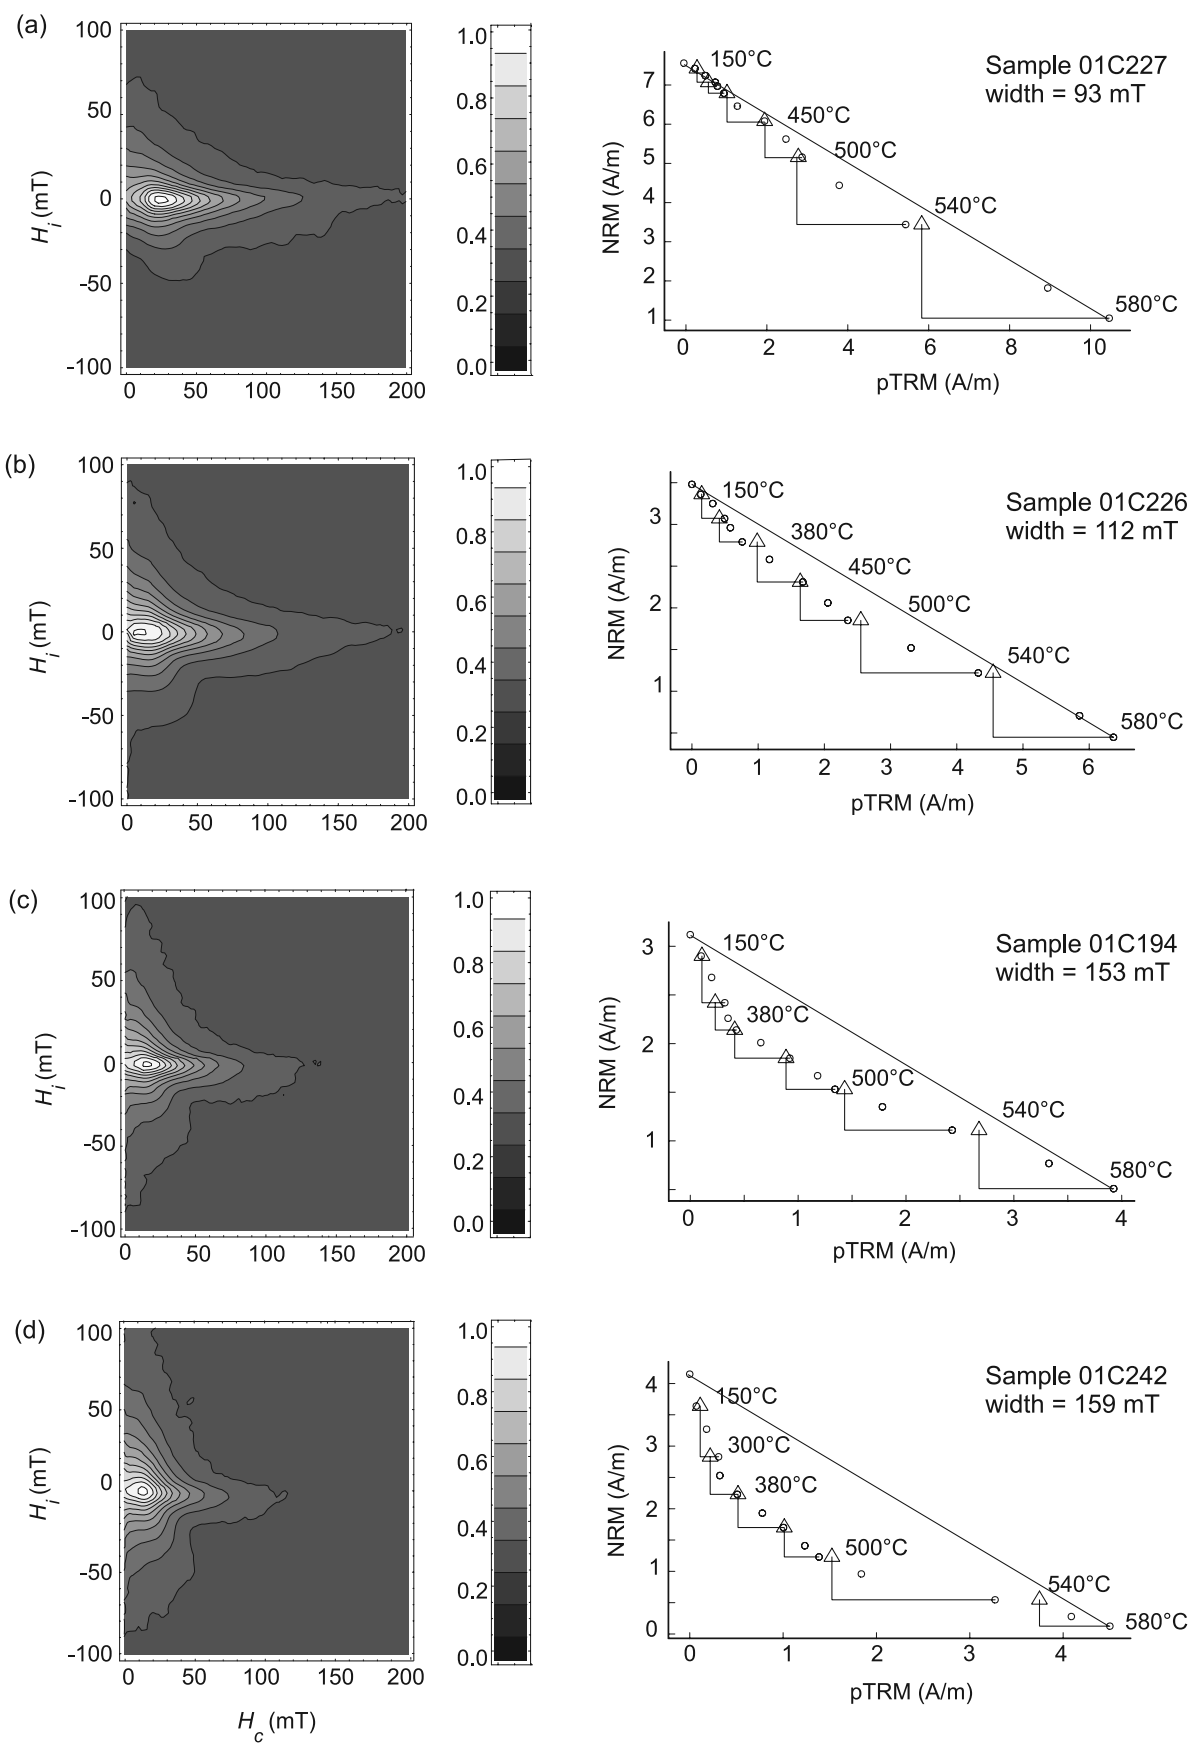 (a)
100
50
0
-50
-100
H_i (mT)
0 50 100 150 200
1.0
0.8
0.6
0.4
0.2
0.0
Sample 01C227
width = 93 mT
150°C
450°C
500°C
540°C
580°C
7
6
5
4
3
2
1
NRM (A/m)
0 2 4 6 8 10
pTRM (A/m)
(b)
100
50
0
-50
-100
H_i (mT)
0 50 100 150 200
1.0
0.8
0.6
0.4
0.2
0.0
Sample 01C226
width = 112 mT
150°C
380°C
450°C
500°C
540°C
580°C
3
2
1
NRM (A/m)
0 1 2 3 4 5 6
pTRM (A/m)
(c)
100
50
0
-50
-100
H_i (mT)
0 50 100 150 200
1.0
0.8
0.6
0.4
0.2
0.0
Sample 01C194
width = 153 mT
150°C
380°C
500°C
540°C
580°C
3
2
1
NRM (A/m)
0 1 2 3 4
pTRM (A/m)
(d)
100
50
0
-50
-100
H_i (mT)
0 50 100 150 200
H_c (mT)
1.0
0.8
0.6
0.4
0.2
0.0
Sample 01C242
width = 159 mT
150°C
300°C
380°C
500°C
540°C
580°C
4
3
2
1
0
NRM (A/m)
0 1 2 3 4
pTRM (A/m)